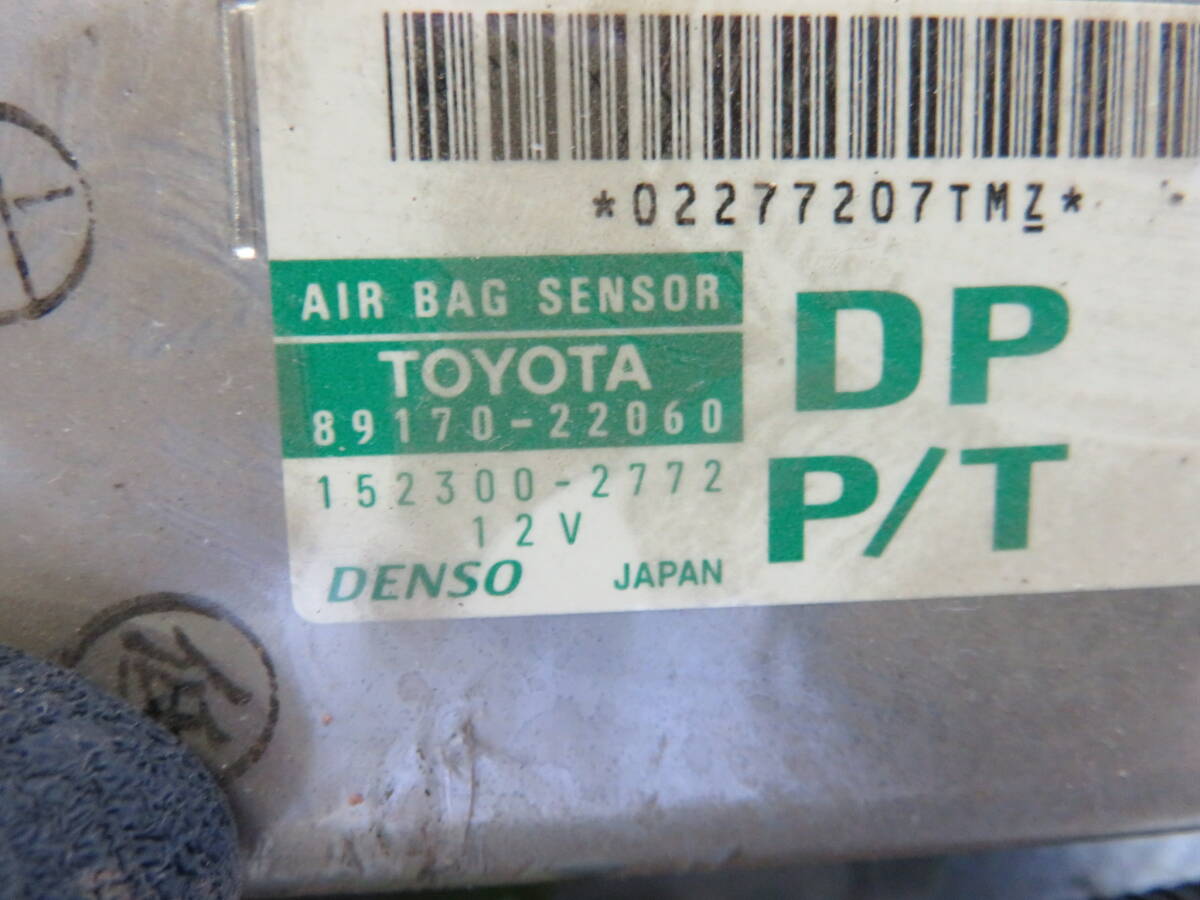 *02277207TMZ*
AIR BAG SENSOR
TOYOTA
89170-22060
152300-2772
12V
DENSO JAPAN
DP
P/T